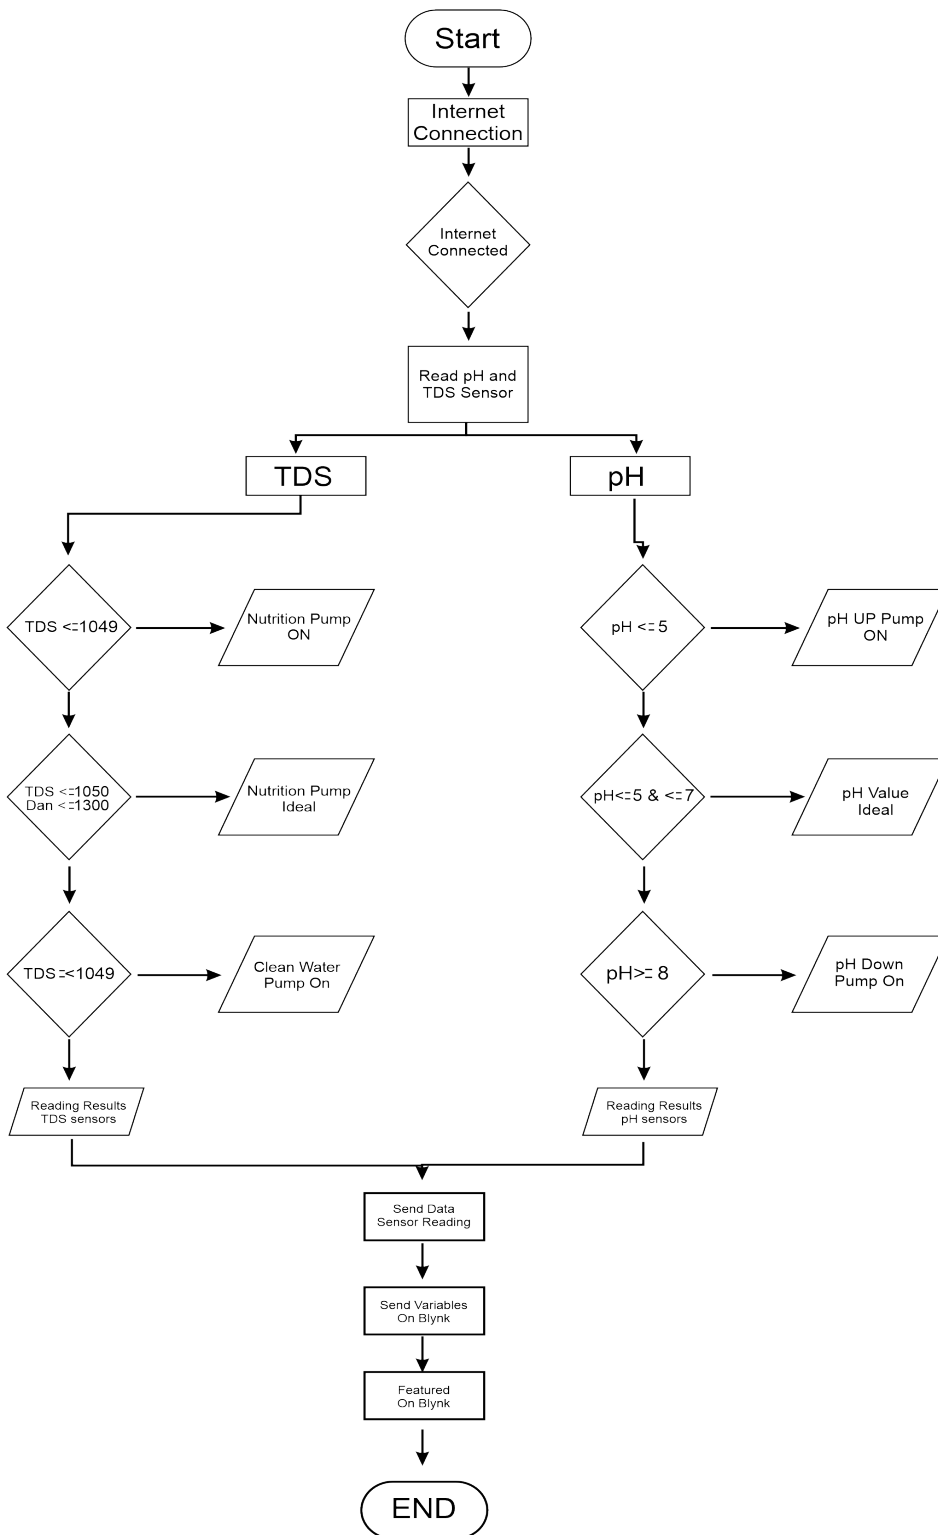 Start
Internet
Connection
Internet
Connected
Read pH and
TDS Sensor
TDS
pH
TDS <=1049
Nutrition Pump
ON
pH <=5
pH UP Pump
ON
TDS <=1050
Dan <=1300
Nutrition Pump
Ideal
pH<=5 & <=7
pH Value
Ideal
TDS =<1049
Clean Water
Pump On
pH>=8
pH Down
Pump On
Reading Results
TDS sensors
Reading Results
pH sensors
Send Data
Sensor Reading
Send Variables
On Blynk
Featured
On Blynk
END